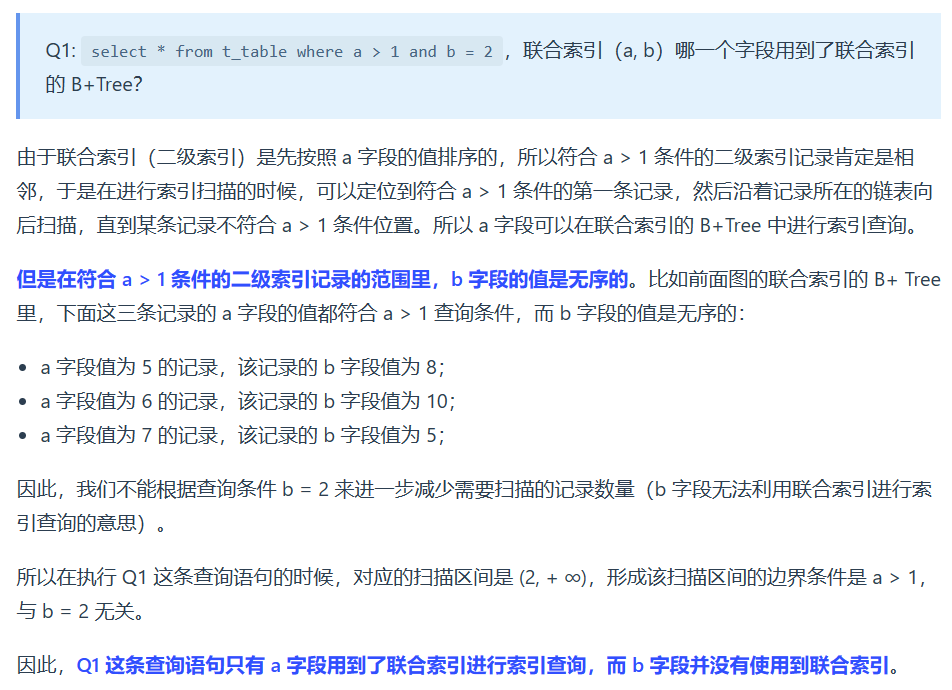 Q1: select * from t_table where a > 1 and b = 2，联合索引（a, b）哪一个字段用到了联合索引
的 B+Tree？
由于联合索引（二级索引）是先按照 a 字段的值排序的，所以符合 a > 1 条件的二级索引记录肯定是相
邻，于是在进行索引扫描的时候，可以定位到符合 a > 1 条件的第一条记录，然后沿着记录所在的链表向
后扫描，直到某条记录不符合 a > 1 条件位置。所以 a 字段可以在联合索引的 B+Tree 中进行索引查询。
但是在符合 a > 1 条件的二级索引记录的范围里，b 字段的值是无序的。比如前面图的联合索引的 B+ Tree
里，下面这三条记录的 a 字段的值都符合 a > 1 查询条件，而 b 字段的值是无序的：
• a 字段值为 5 的记录，该记录的 b 字段值为 8；
• a 字段值为 6 的记录，该记录的 b 字段值为 10；
• a 字段值为 7 的记录，该记录的 b 字段值为 5；
因此，我们不能根据查询条件 b = 2 来进一步减少需要扫描的记录数量（b 字段无法利用联合索引进行索
引查询的意思）。
所以在执行 Q1 这条查询语句的时候，对应的扫描区间是 (2, + ∞)，形成该扫描区间的边界条件是 a > 1，
与 b = 2 无关。
因此，Q1 这条查询语句只有 a 字段用到了联合索引进行索引查询，而 b 字段并没有使用到联合索引。